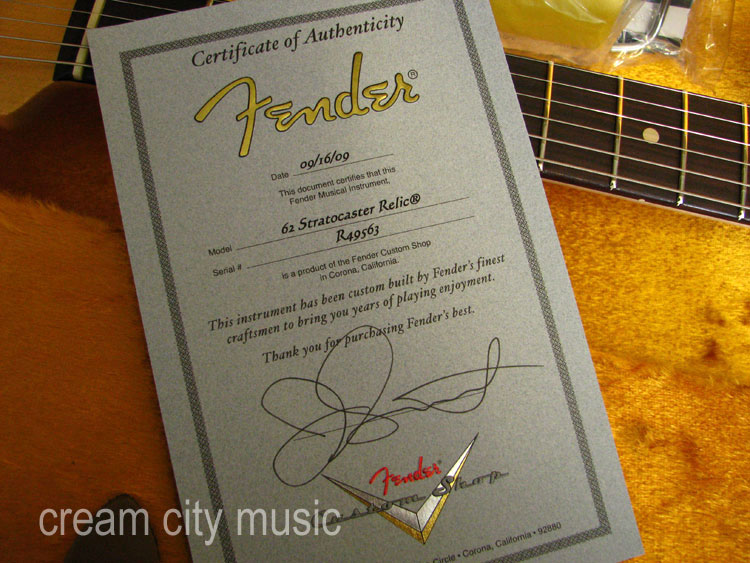 Certificate of Authenticity
Fender®
Date 09/16/09
This document certifies that this
Fender Musical Instrument,
Model 62 Stratocaster Relic®
Serial # R49563
is a product of the Fender Custom Shop
in Corona, California.
This instrument has been custom built by Fender's finest
craftsmen to bring you years of playing enjoyment.
Thank you for purchasing Fender's best.
Fender®
Custom Shop
Circle • Corona, California • 92880
cream city music